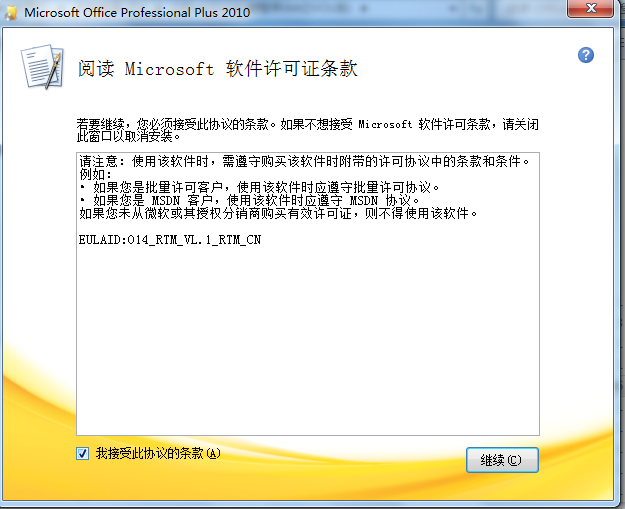 Microsoft Office Professional Plus 2010
阅读 Microsoft 软件许可证条款
若要继续，您必须接受此协议的条款。如果不想接受 Microsoft 软件许可条款，请关闭
此窗口以取消安装。
请注意：使用该软件时，需遵守购买该软件时附带的许可协议中的条款和条件。
例如：
• 如果您是批量许可客户，使用该软件时应遵守批量许可协议。
• 如果您是 MSDN 客户，使用该软件时应遵守 MSDN 协议。
如果您未从微软或其授权分销商购买有效许可证，则不得使用该软件。
EULAID:O14_RTM_VL.1_RTM_CN
我接受此协议的条款(A)
继续(C)